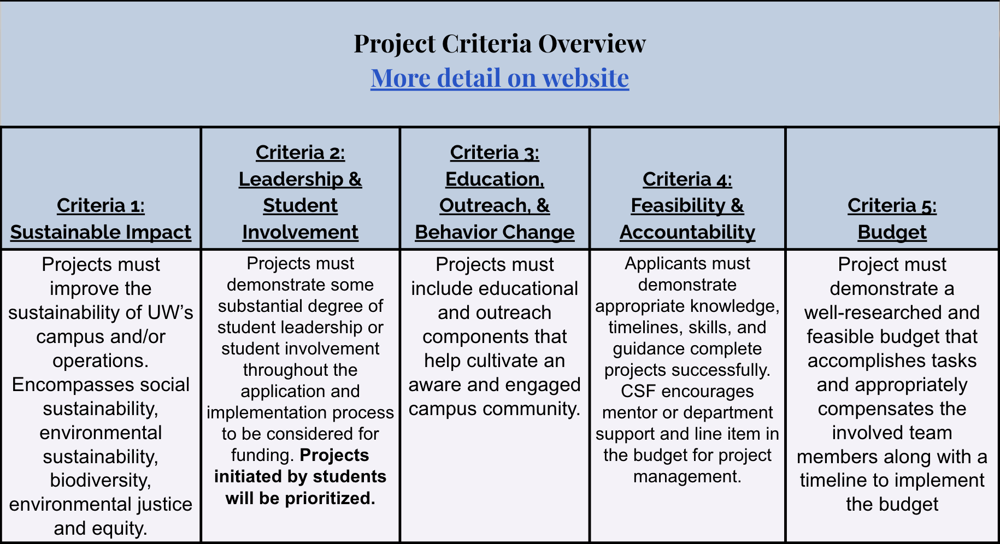 Project Criteria Overview
More detail on website
Criteria 1:
Sustainable Impact
Criteria 2:
Leadership &
Student
Involvement
Criteria 3:
Education,
Outreach, &
Behavior Change
Criteria 4:
Feasibility &
Accountability
Criteria 5:
Budget
Projects must
improve the
sustainability of UW’s
campus and/or
operations.
Encompasses social
sustainability,
environmental
sustainability,
biodiversity,
environmental justice
and equity.
Projects must
demonstrate some
substantial degree of
student leadership or
student involvement
throughout the
application and
implementation process
to be considered for
funding. Projects
initiated by students
will be prioritized.
Projects must
include educational
and outreach
components that
help cultivate an
aware and engaged
campus community.
Applicants must
demonstrate
appropriate knowledge,
timelines, skills, and
guidance complete
projects successfully.
CSF encourages
mentor or department
support and line item in
the budget for project
management.
Project must
demonstrate a
well-researched and
feasible budget that
accomplishes tasks
and appropriately
compensates the
involved team
members along with a
timeline to implement
the budget